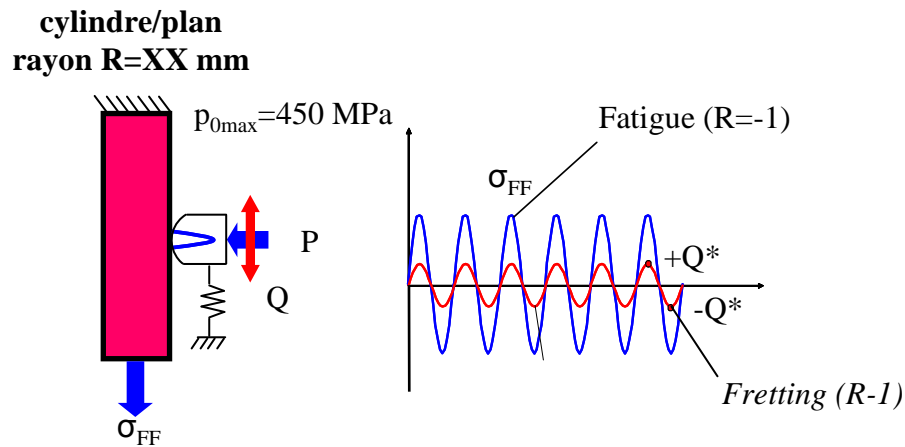 cylindre/plan
rayon R=XX mm
p0max=450 MPa
P
Q
σFF
Fatigue (R=-1)
σFF
+Q*
-Q*
Fretting (R-1)